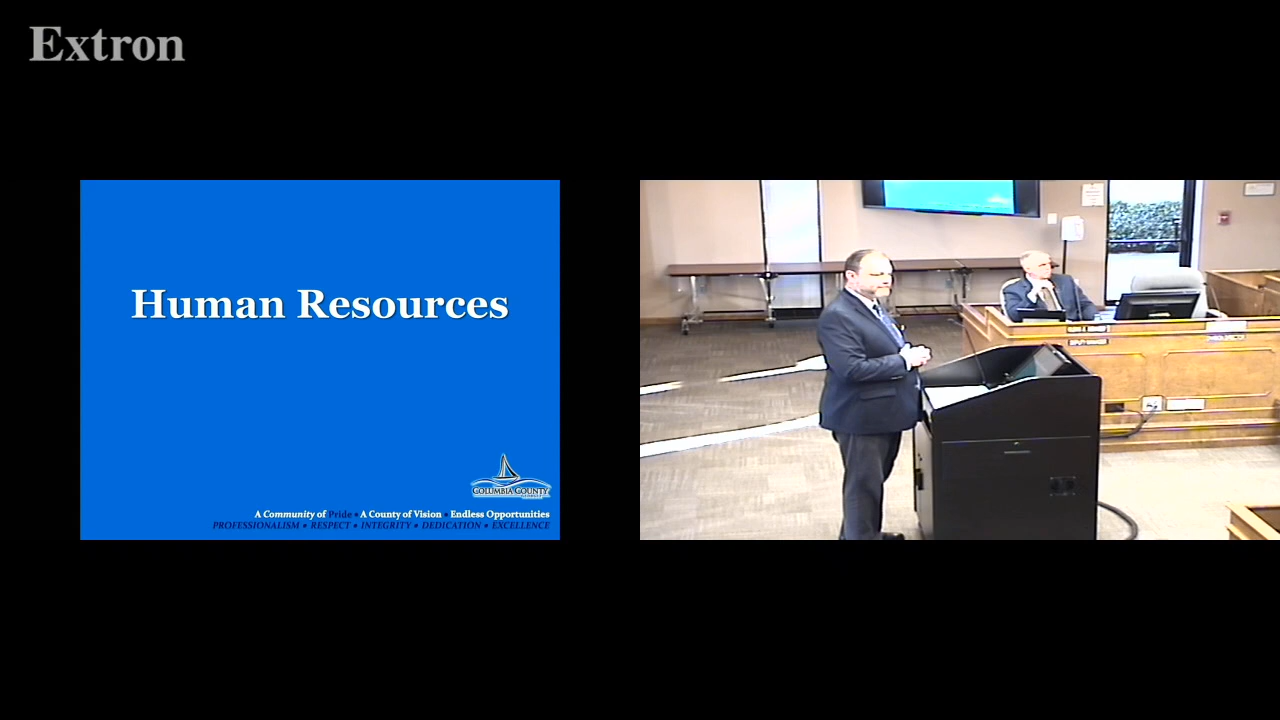 Extron
Human Resources
COLUMBIA COUNTY
A Community of Pride • A County of Vision • Endless Opportunities
PROFESSIONALISM • RESPECT • INTEGRITY • DEDICATION • EXCELLENCE